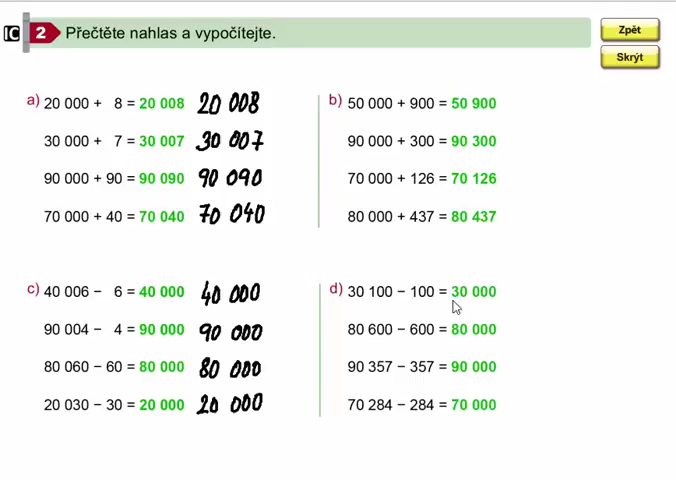 2 Přečtěte nahlas a vypočítejte.
Zpět
Skrýt
a) 20 000 + 8 = 20 008 20 008
30 000 + 7 = 30 007 30 007
90 000 + 90 = 90 090 90 090
70 000 + 40 = 70 040 70 040
b) 50 000 + 900 = 50 900
90 000 + 300 = 90 300
70 000 + 126 = 70 126
80 000 + 437 = 80 437
c) 40 006 − 6 = 40 000 40 000
90 004 − 4 = 90 000 90 000
80 060 − 60 = 80 000 80 000
20 030 − 30 = 20 000 20 000
d) 30 100 − 100 = 30 000
80 600 − 600 = 80 000
90 357 − 357 = 90 000
70 284 − 284 = 70 000